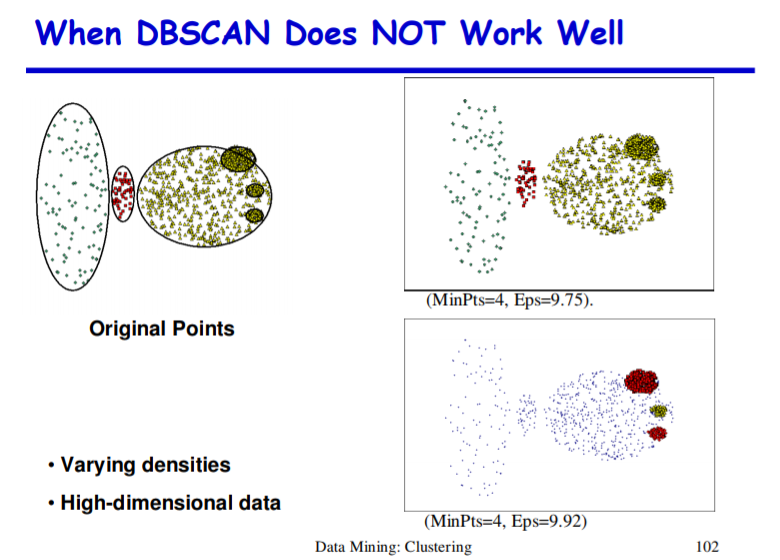 When DBSCAN Does NOT Work Well
(MinPts=4, Eps=9.75).
Original Points
• Varying densities
• High-dimensional data
(MinPts=4, Eps=9.92)
Data Mining: Clustering 102